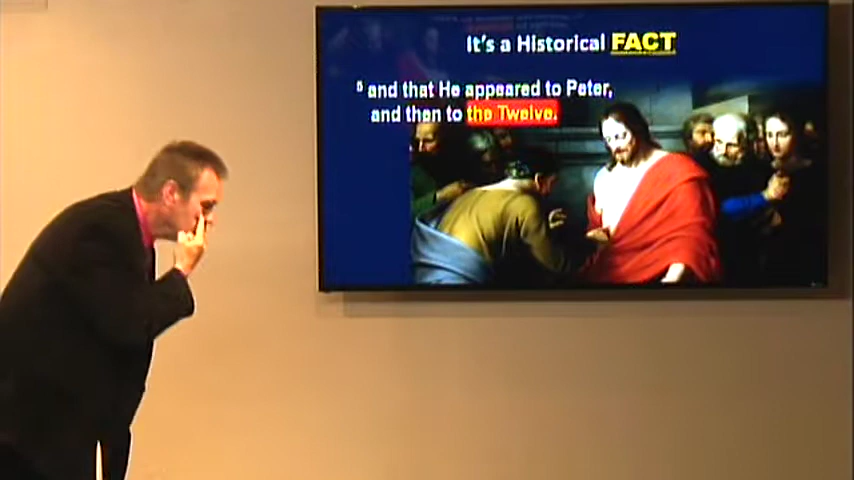 It's a Historical FACT
5 and that He appeared to Peter,
and then to the Twelve.